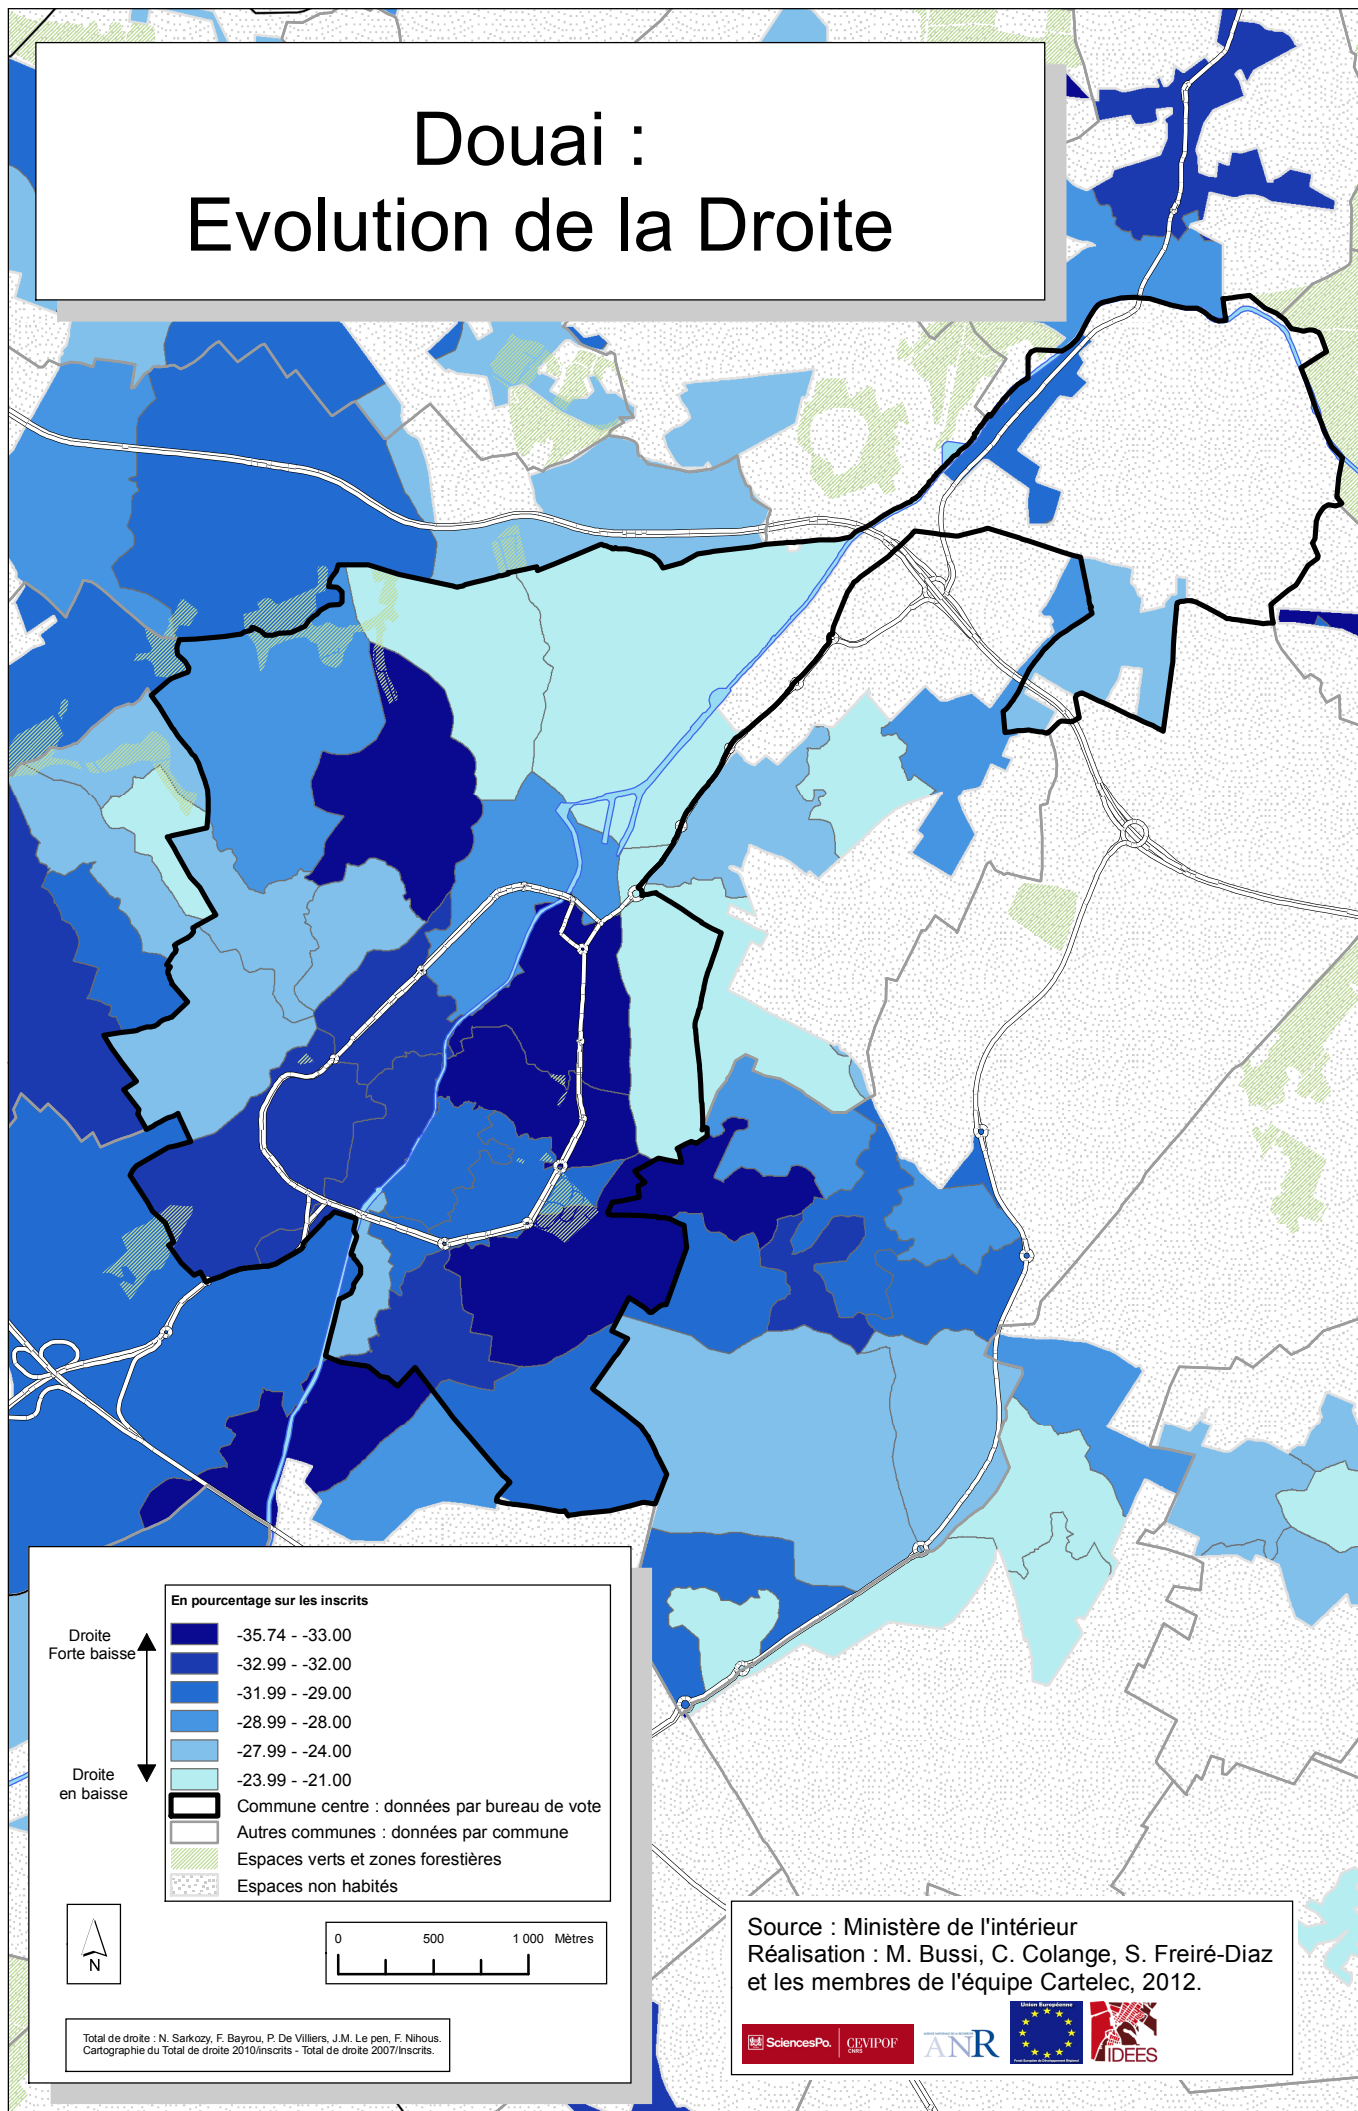 Douai :
Evolution de la Droite
En pourcentage sur les inscrits
Droite
Forte baisse
Droite
en baisse
-35.74 - -33.00
-32.99 - -32.00
-31.99 - -29.00
-28.99 - -28.00
-27.99 - -24.00
-23.99 - -21.00
Commune centre : données par bureau de vote
Autres communes : données par commune
Espaces verts et zones forestières
Espaces non habités
N
0 500 1 000 Mètres
Total de droite : N. Sarkozy, F. Bayrou, P. De Villiers, J.M. Le pen, F. Nihous.
Cartographie du Total de droite 2010/inscrits - Total de droite 2007/Inscrits.
Source : Ministère de l'intérieur
Réalisation : M. Bussi, C. Colange, S. Freiré-Diaz
et les membres de l'équipe Cartelec, 2012.
SciencesPo.
CEVIPOF
CNRS
ANR
Union Européenne
IDEES